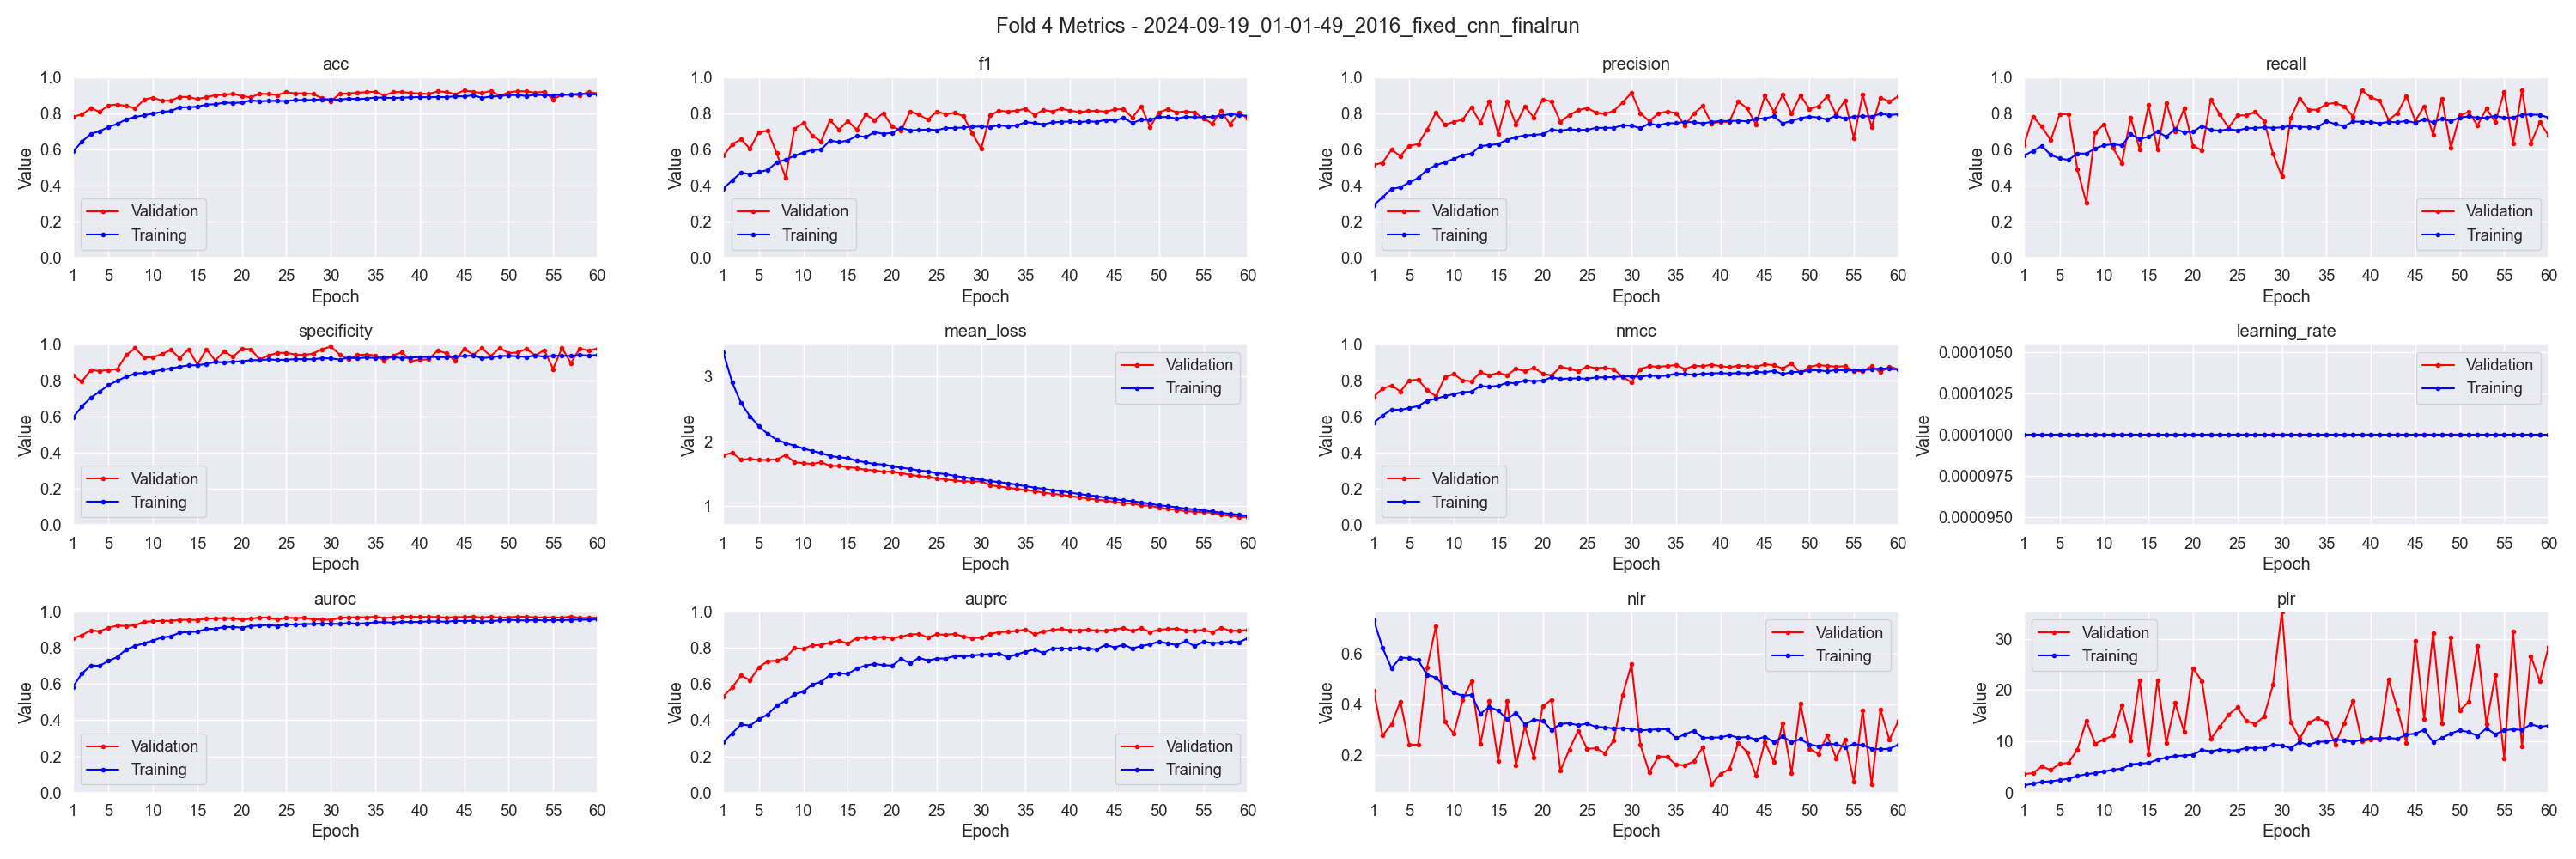 Fold 4 Metrics - 2024-09-19_01-01-49_2016_fixed_cnn_finalrun
acc
Value
1.0
0.8
0.6
0.4
0.2
0.0
Validation
Training
1 5 10 15 20 25 30 35 40 45 50 55 60
Epoch
f1
Value
1.0
0.8
0.6
0.4
0.2
0.0
Validation
Training
1 5 10 15 20 25 30 35 40 45 50 55 60
Epoch
precision
Value
1.0
0.8
0.6
0.4
0.2
0.0
Validation
Training
1 5 10 15 20 25 30 35 40 45 50 55 60
Epoch
recall
Value
1.0
0.8
0.6
0.4
0.2
0.0
Validation
Training
1 5 10 15 20 25 30 35 40 45 50 55 60
Epoch
specificity
Value
1.0
0.8
0.6
0.4
0.2
0.0
Validation
Training
1 5 10 15 20 25 30 35 40 45 50 55 60
Epoch
mean_loss
Value
3
2
1
Validation
Training
1 5 10 15 20 25 30 35 40 45 50 55 60
Epoch
nmcc
Value
1.0
0.8
0.6
0.4
0.2
0.0
Validation
Training
1 5 10 15 20 25 30 35 40 45 50 55 60
Epoch
learning_rate
Value
0.0001050
0.0001025
0.0001000
0.0000975
0.0000950
Validation
Training
1 5 10 15 20 25 30 35 40 45 50 55 60
Epoch
auroc
Value
1.0
0.8
0.6
0.4
0.2
0.0
Validation
Training
1 5 10 15 20 25 30 35 40 45 50 55 60
Epoch
auprc
Value
1.0
0.8
0.6
0.4
0.2
0.0
Validation
Training
1 5 10 15 20 25 30 35 40 45 50 55 60
Epoch
nlr
Value
0.6
0.4
0.2
Validation
Training
1 5 10 15 20 25 30 35 40 45 50 55 60
Epoch
plr
Value
30
20
10
0
Validation
Training
1 5 10 15 20 25 30 35 40 45 50 55 60
Epoch